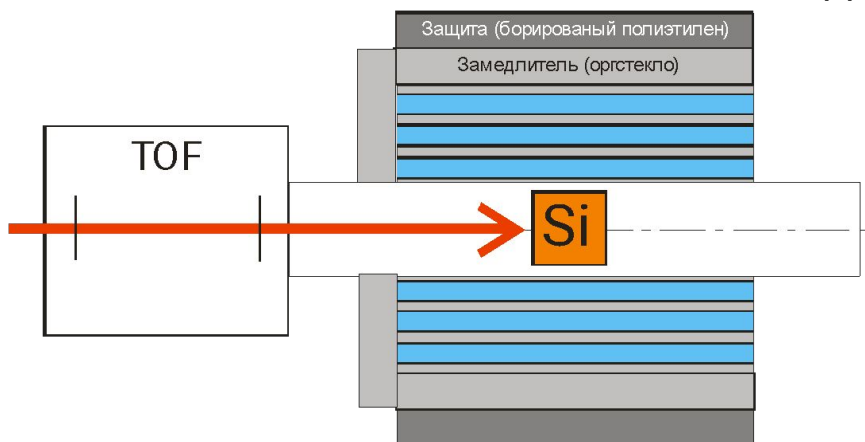 Защита (борированый полиэтилен)
Замедлитель (оргстекло)
TOF
Si